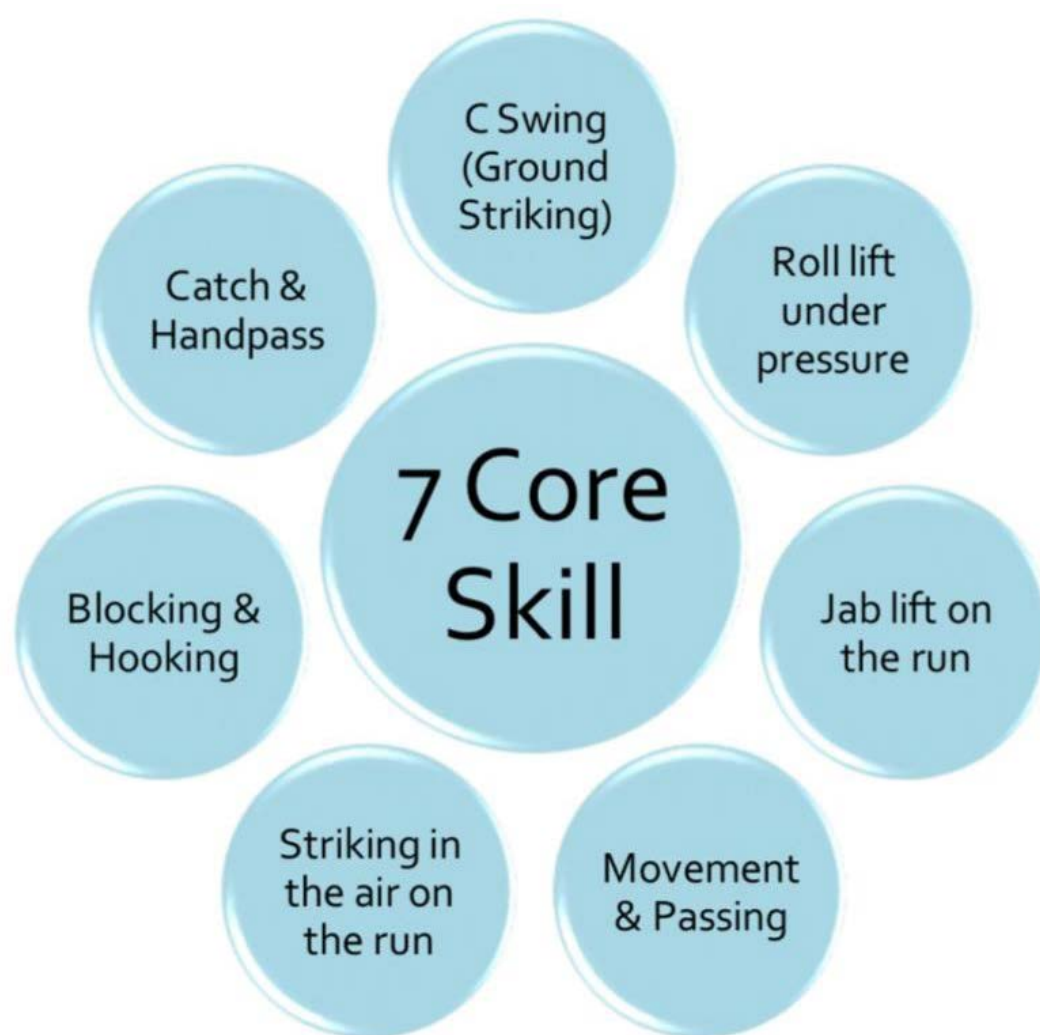 C Swing
(Ground
Striking)
Roll lift
under
pressure
Catch &
Handpass
7 Core
Skill
Jab lift on
the run
Blocking &
Hooking
Movement
& Passing
Striking in
the air on
the run